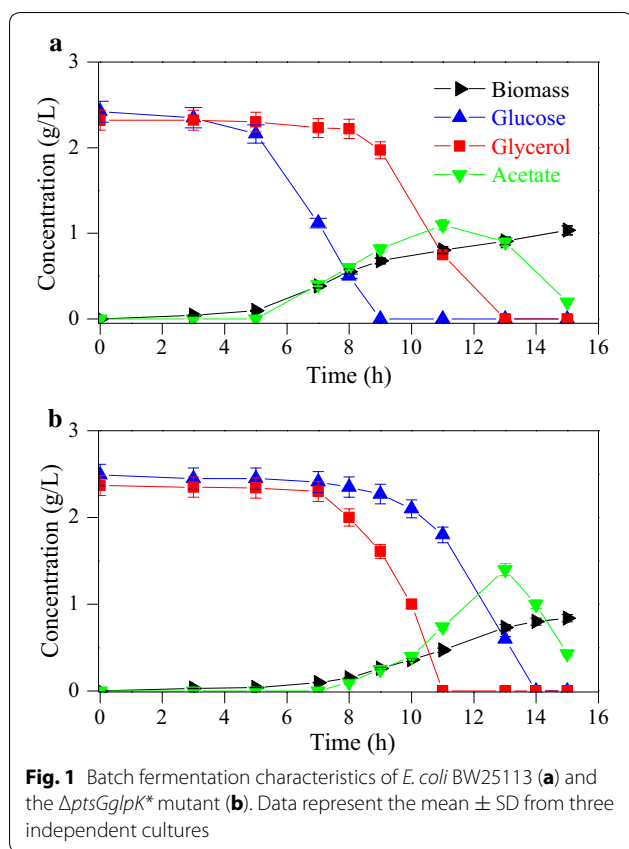 a
3
2
1
0
Concentration (g/L)
Biomass
Glucose
Glycerol
Acetate
0 2 4 6 8 10 12 14 16
Time (h)
b
3
2
1
0
Concentration (g/L)
0 2 4 6 8 10 12 14 16
Time (h)
Fig. 1 Batch fermentation characteristics of E. coli BW25113 (a) and
the ΔptsGglpK* mutant (b). Data represent the mean ± SD from three
independent cultures